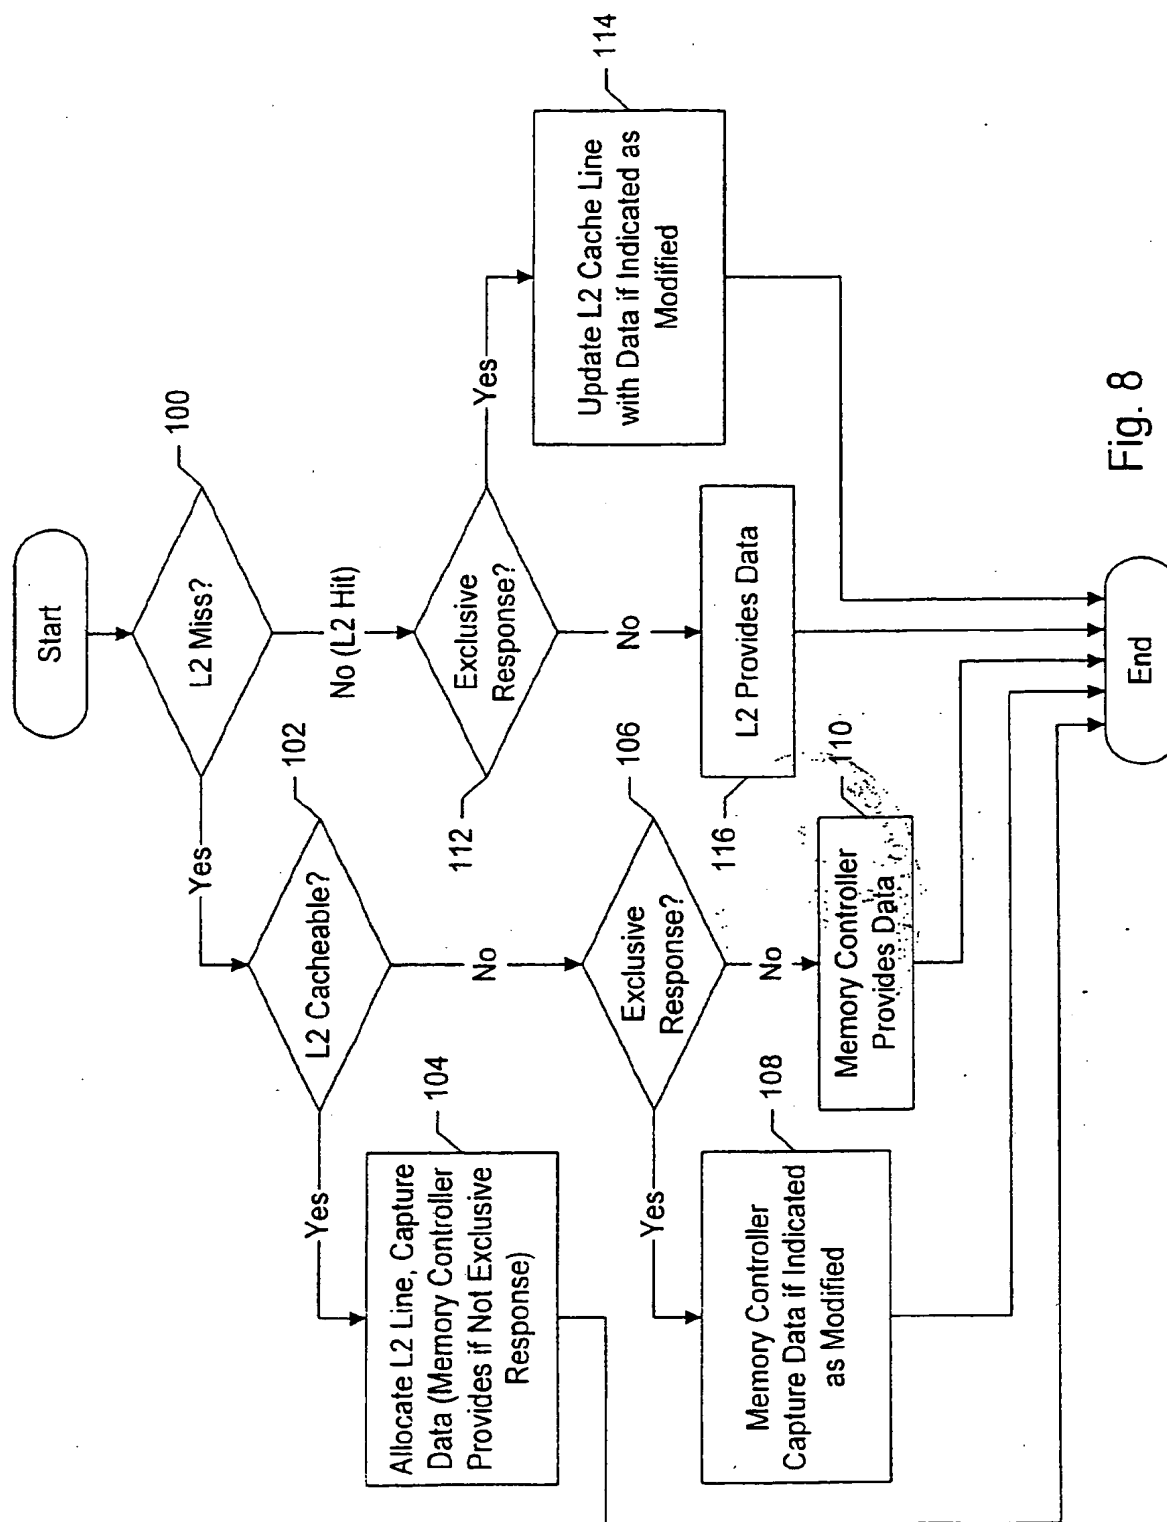 Start
L2 Miss?
100
Yes
No (L2 Hit)
L2 Cacheable?
102
Exclusive
Response?
112
Yes
No
Yes
No
Allocate L2 Line, Capture
Data (Memory Controller
Provides if Not Exclusive
Response)
104
Exclusive
Response?
106
Yes
No
Update L2 Cache Line
with Data if Indicated as
Modified
114
L2 Provides Data
116
Memory Controller
Capture Data if Indicated
as Modified
108
Memory Controller
Provides Data
110
End
Fig. 8